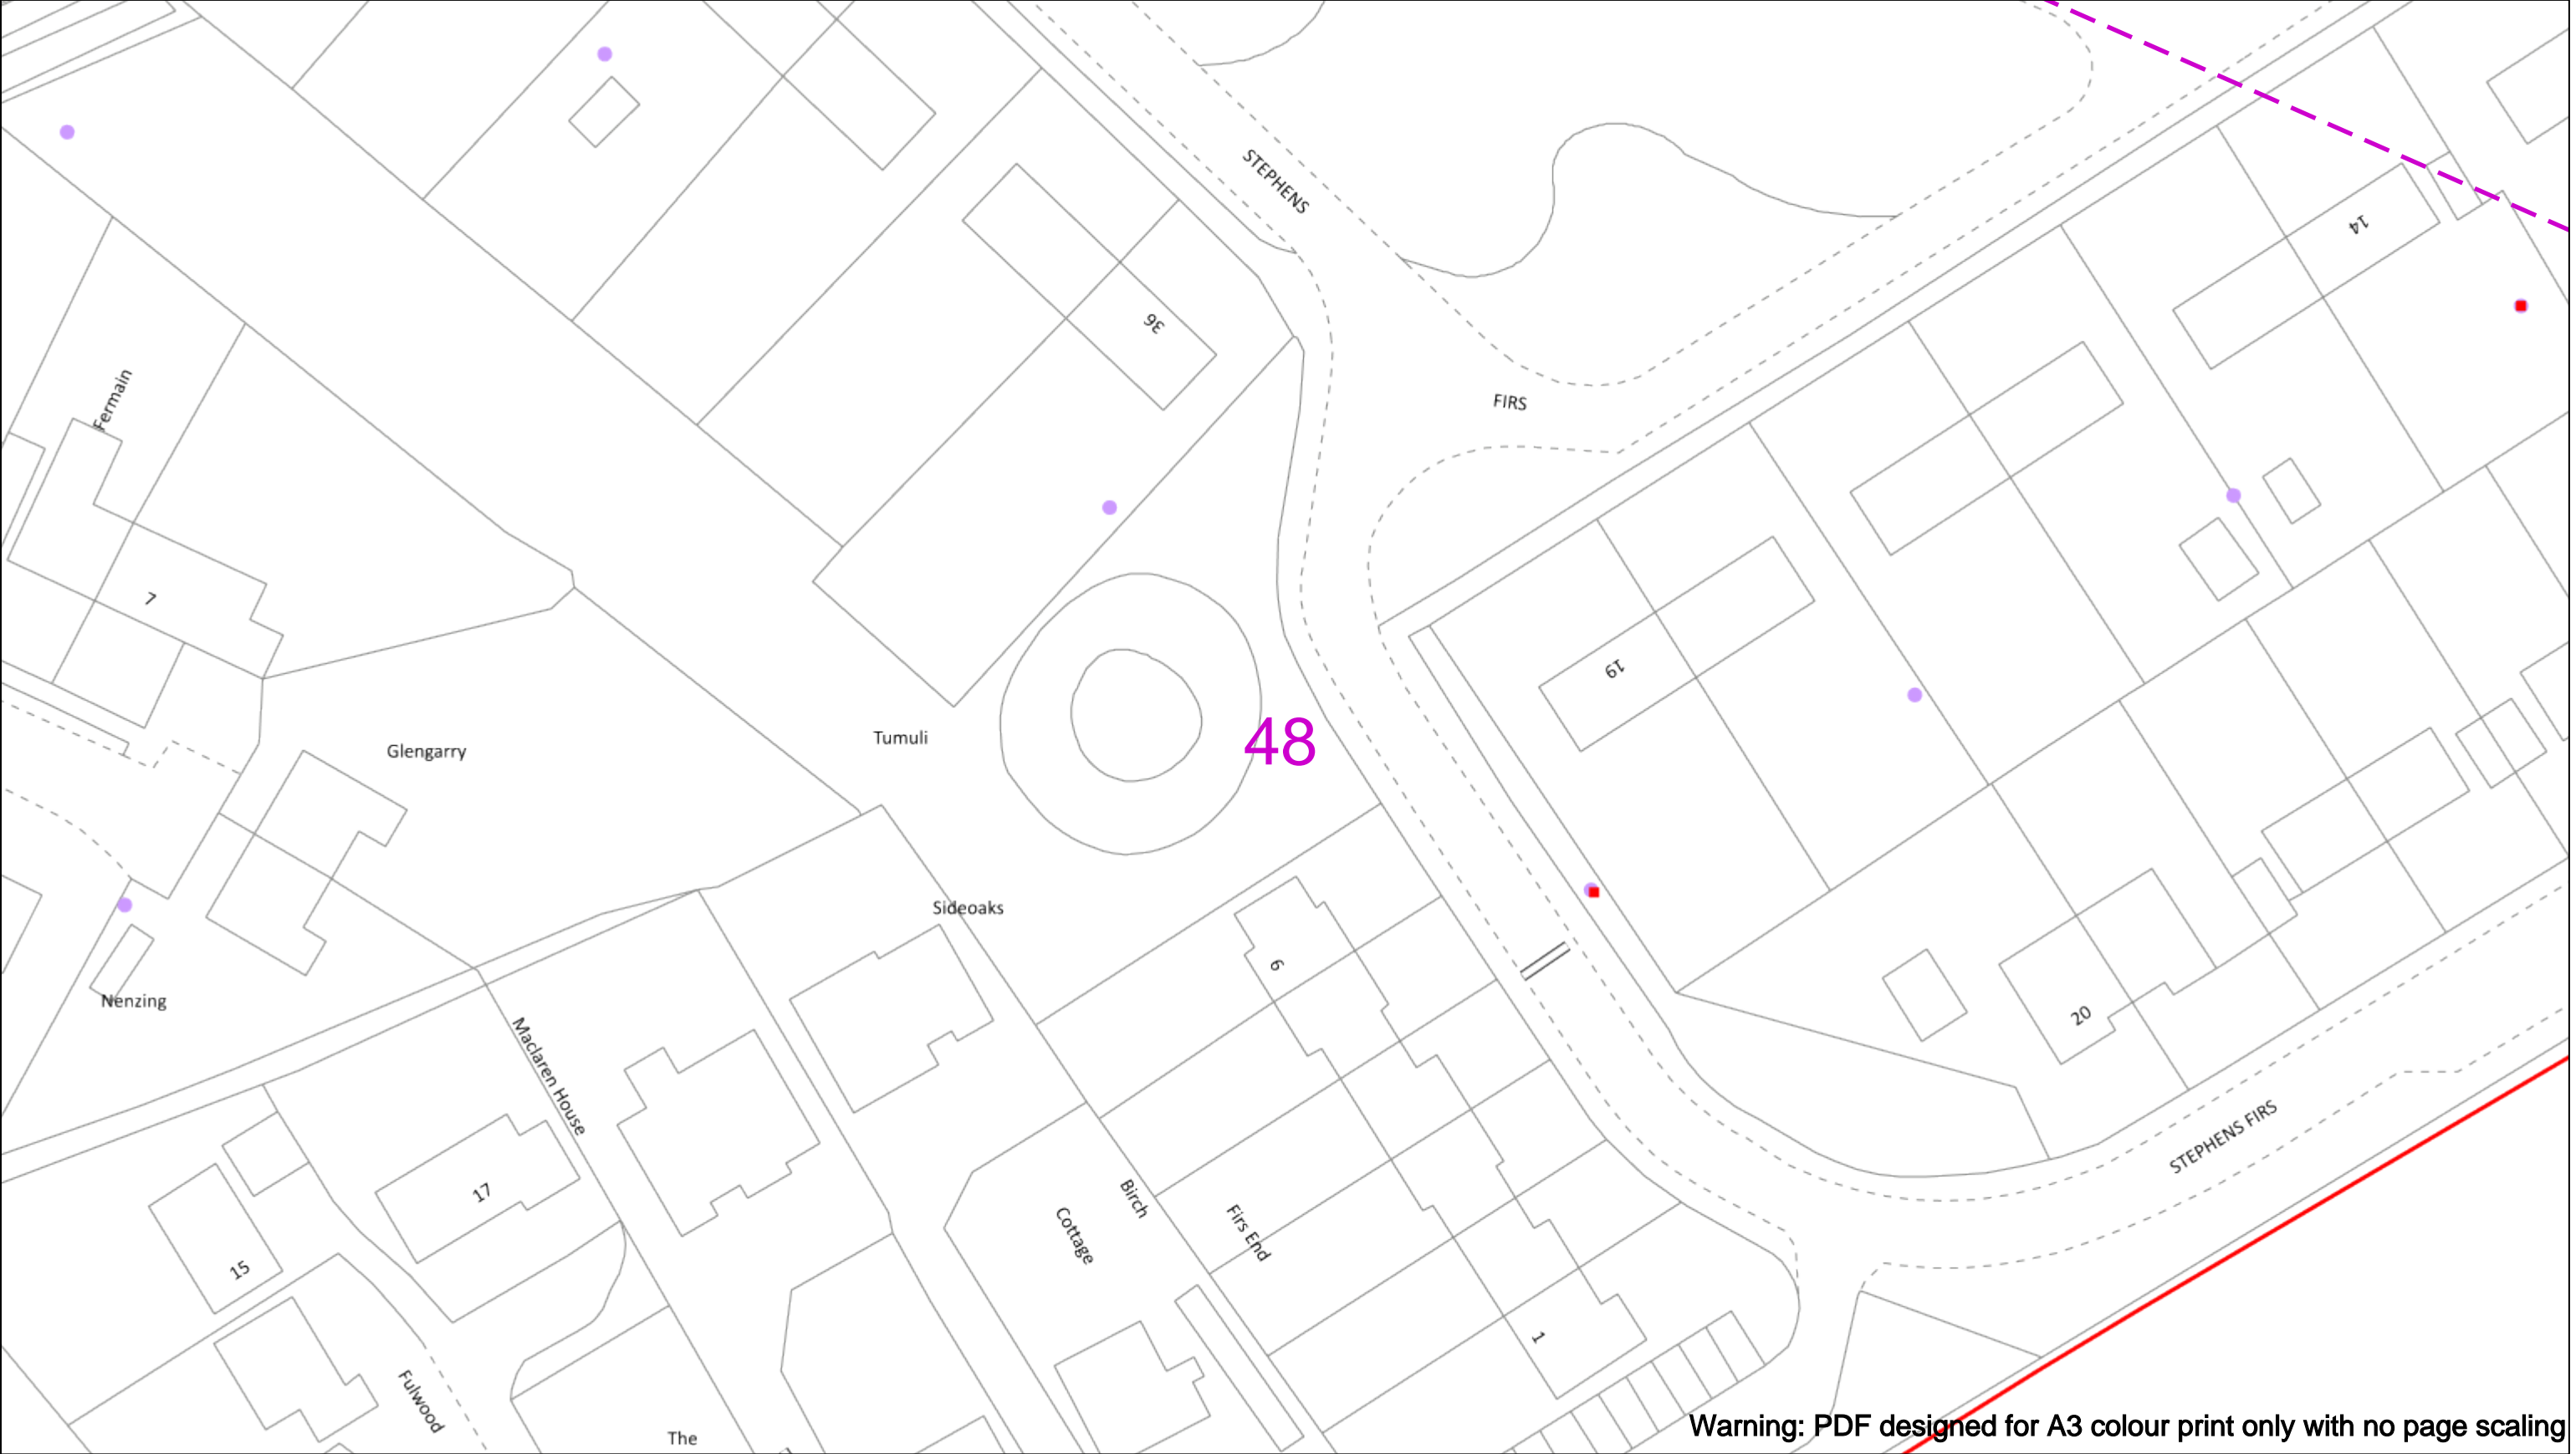 STEPHENS
14
36
Fermain
FIRS
7
19
Tumuli
48
Glengarry
Sideoaks
6
Nenzing
20
Maclaren House
STEPHENS FIRS
17
Birch
Cottage
Firs End
15
1
Fulwood
The
Warning: PDF designed for A3 colour print only with no page scaling